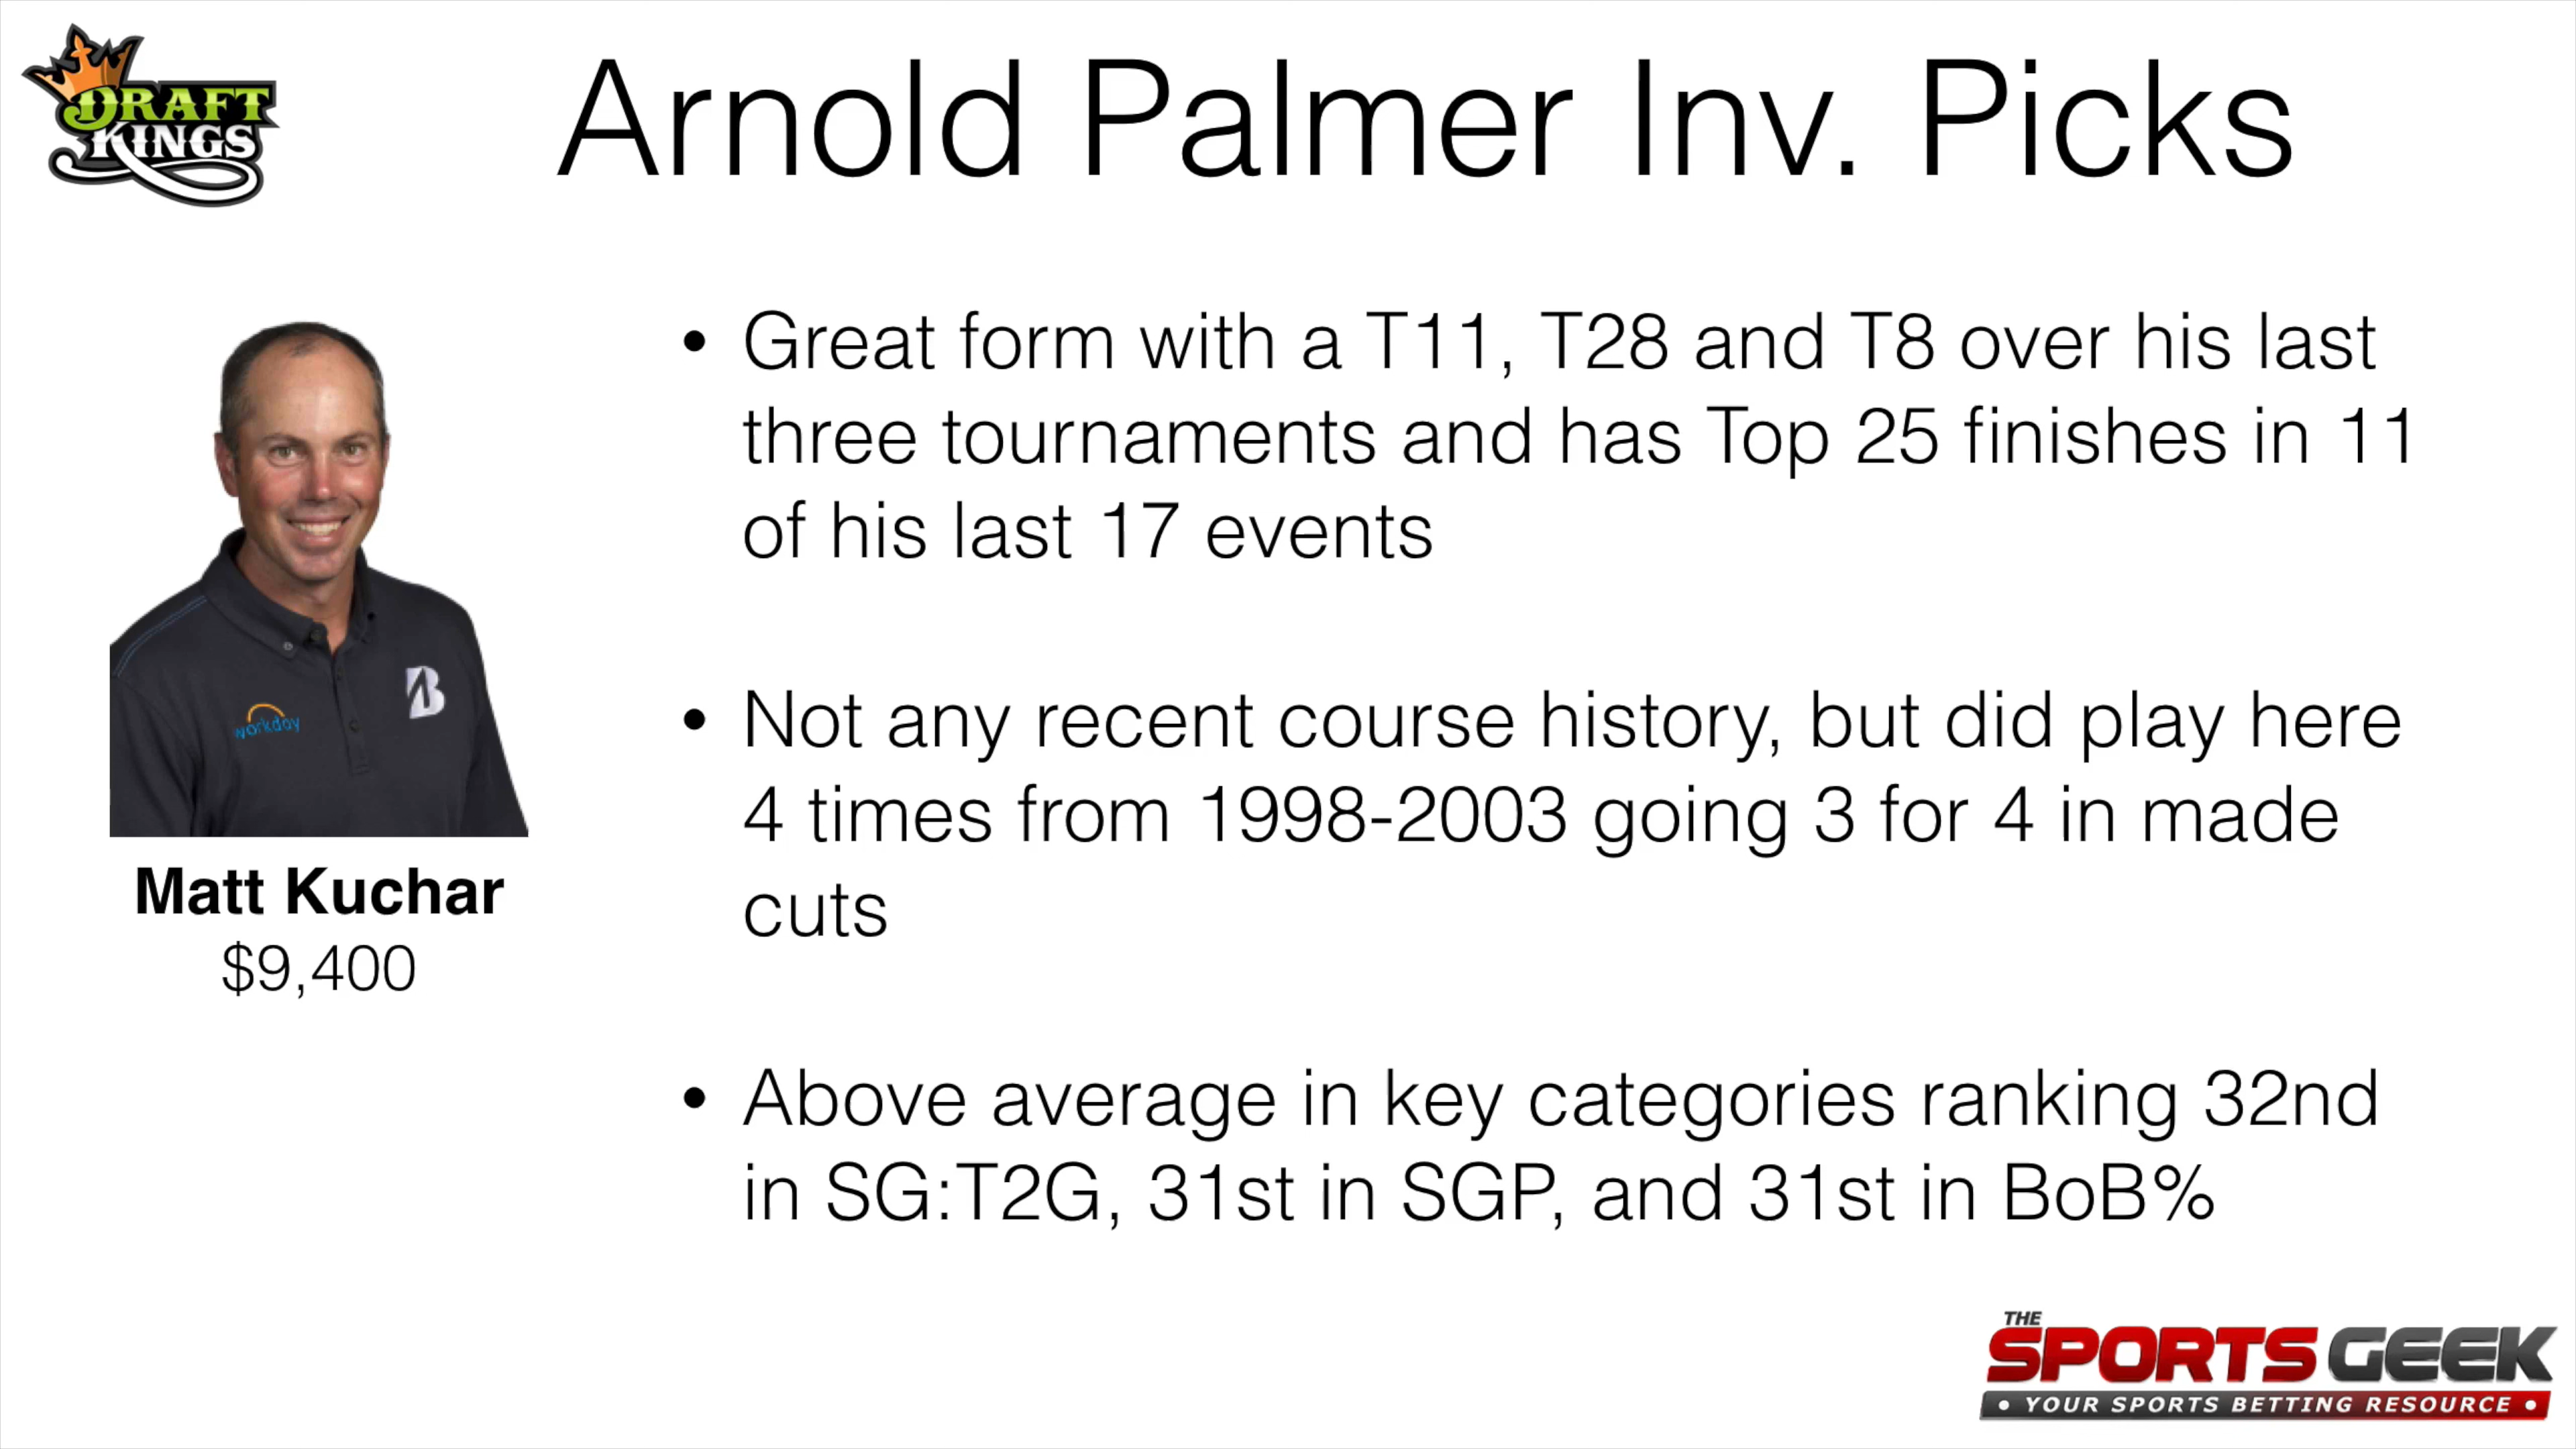 DRAFT
KINGS
Arnold Palmer Inv. Picks
• Great form with a T11, T28 and T8 over his last
three tournaments and has Top 25 finishes in 11
of his last 17 events
• Not any recent course history, but did play here
4 times from 1998-2003 going 3 for 4 in made
cuts
• Above average in key categories ranking 32nd
in SG:T2G, 31st in SGP, and 31st in BoB%
workday
B
Matt Kuchar
$9,400
THE
SPORTS GEEK
• YOUR SPORTS BETTING RESOURCE •